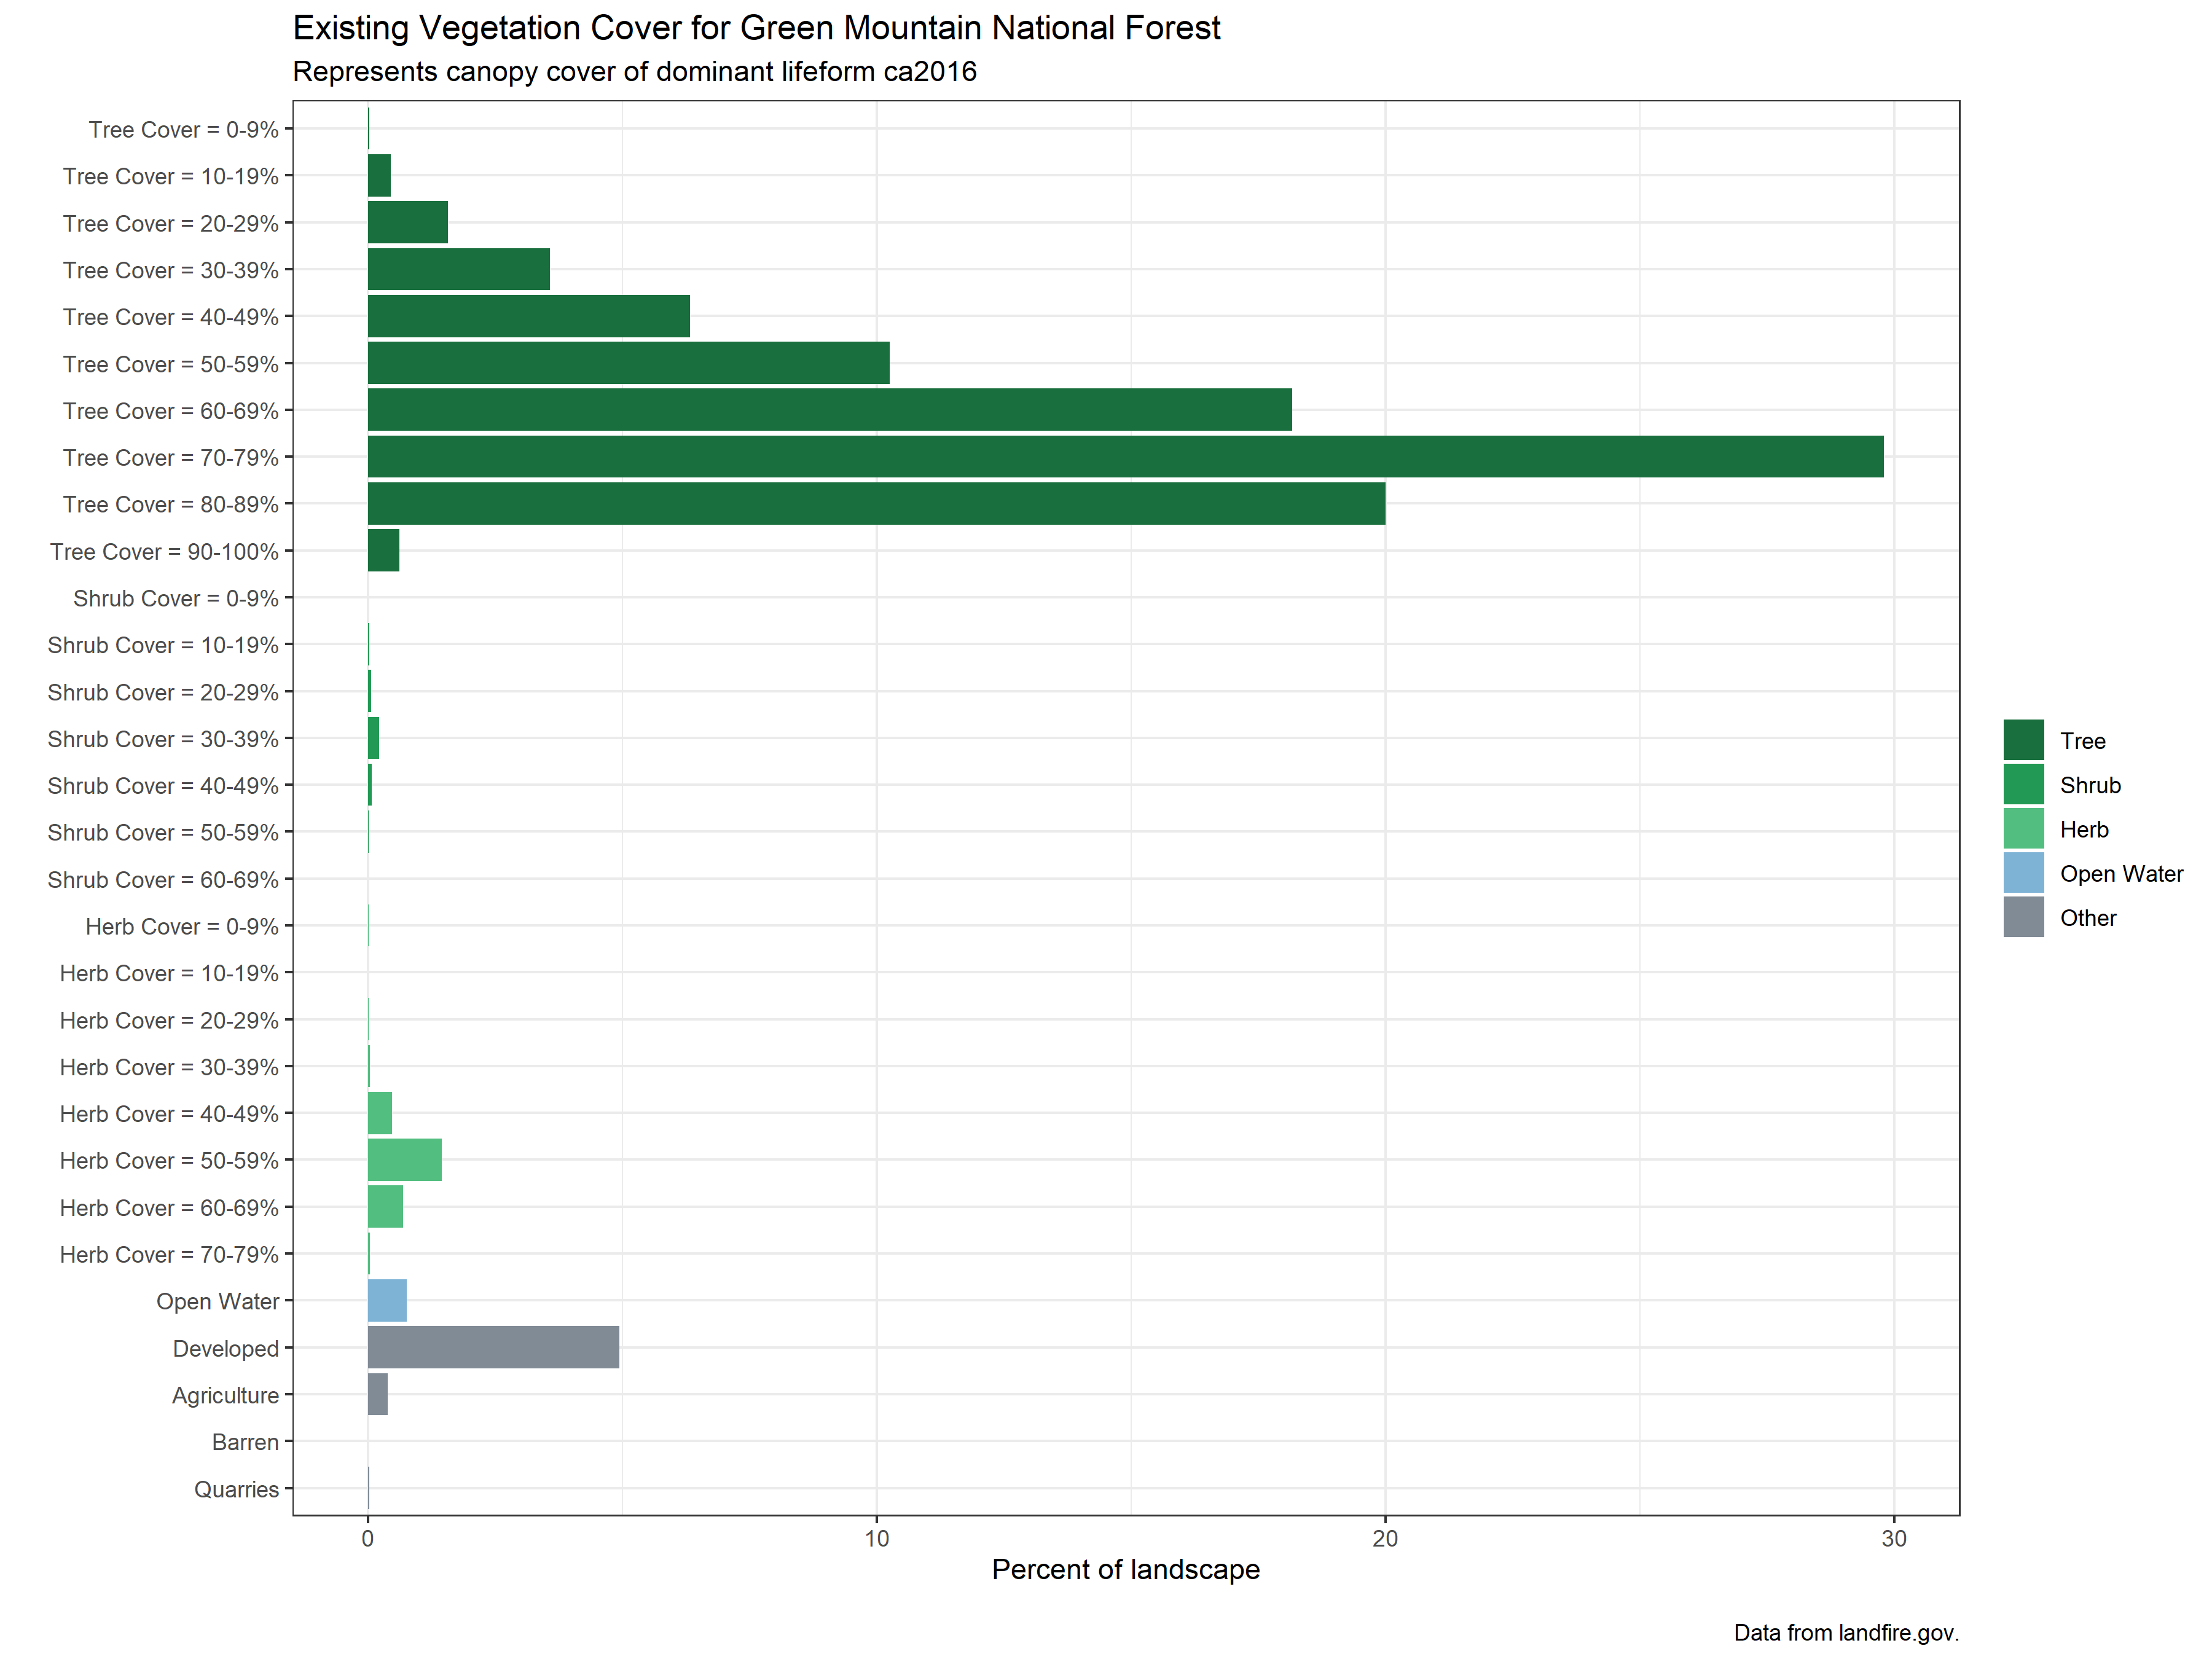 Existing Vegetation Cover for Green Mountain National Forest
Represents canopy cover of dominant lifeform ca2016
Tree Cover = 0-9%
Tree Cover = 10-19%
Tree Cover = 20-29%
Tree Cover = 30-39%
Tree Cover = 40-49%
Tree Cover = 50-59%
Tree Cover = 60-69%
Tree Cover = 70-79%
Tree Cover = 80-89%
Tree Cover = 90-100%
Shrub Cover = 0-9%
Shrub Cover = 10-19%
Shrub Cover = 20-29%
Shrub Cover = 30-39%
Shrub Cover = 40-49%
Shrub Cover = 50-59%
Shrub Cover = 60-69%
Herb Cover = 0-9%
Herb Cover = 10-19%
Herb Cover = 20-29%
Herb Cover = 30-39%
Herb Cover = 40-49%
Herb Cover = 50-59%
Herb Cover = 60-69%
Herb Cover = 70-79%
Open Water
Developed
Agriculture
Barren
Quarries
0 10 20 30
Percent of landscape
Tree
Shrub
Herb
Open Water
Other
Data from landfire.gov.